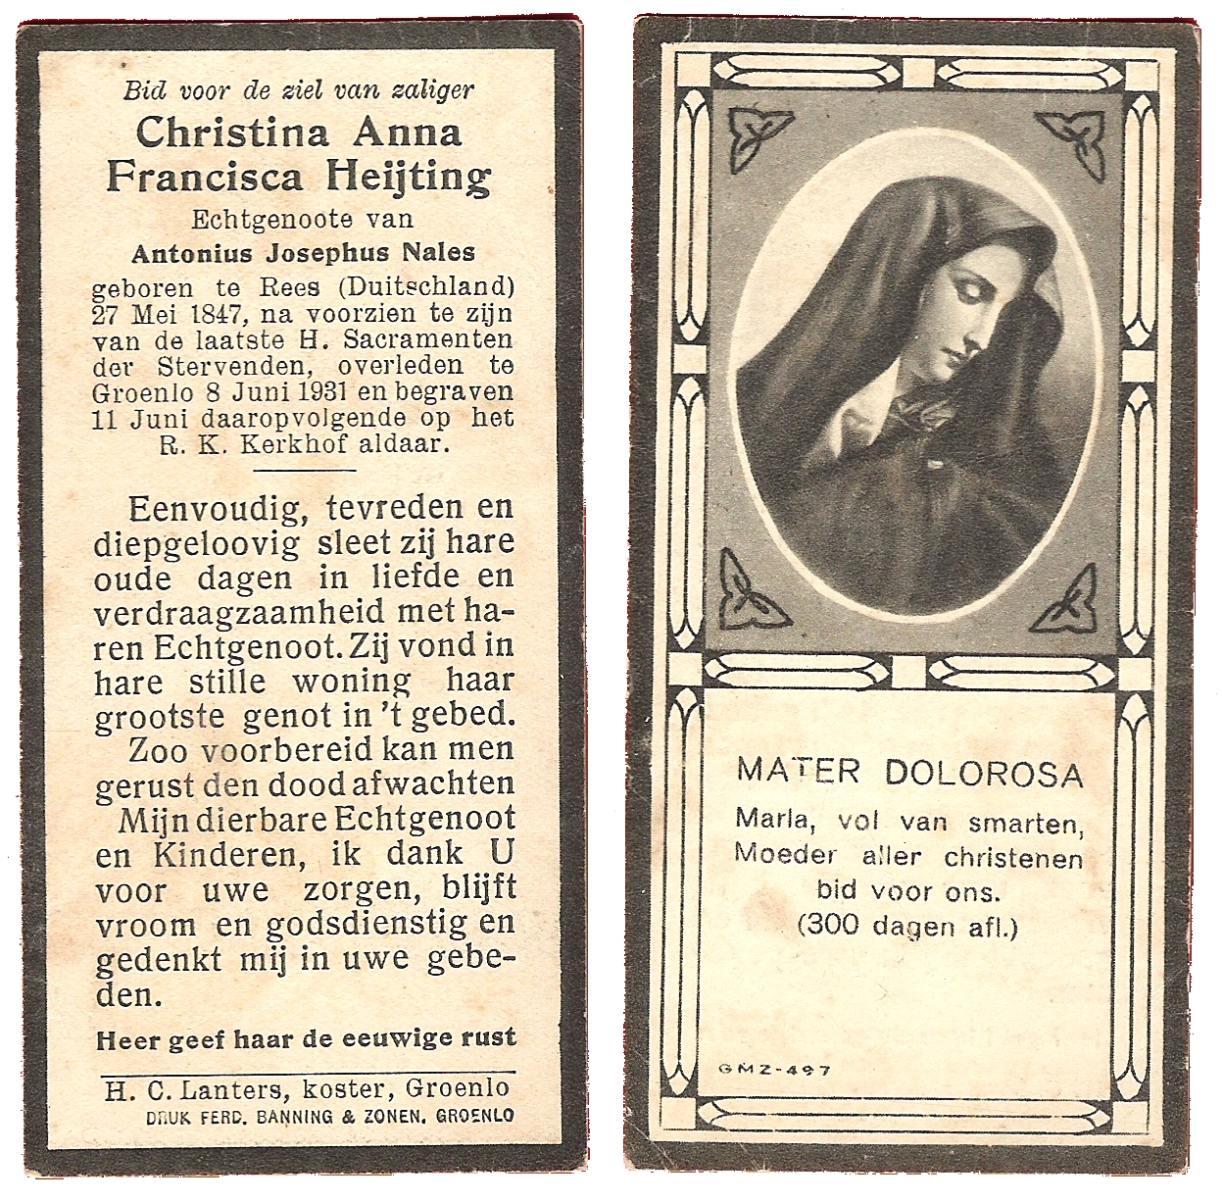 Bid voor de ziel van zaliger
Christina Anna
Francisca Heijting
Echtgenoote van
Antonius Josephus Nales
geboren te Rees (Duitschland)
27 Mei 1847, na voorzien te zijn
van de laatste H. Sacramenten
der Stervenden, overleden te
Groenlo 8 Juni 1931 en begraven
11 Juni daaropvolgende op het
R. K. Kerkhof aldaar.
Eenvoudig, tevreden en
diepgeloovig sleet zij hare
oude dagen in liefde en
verdraagzaamheid met ha-
ren Echtgenoot. Zij vond in
hare stille woning haar
grootste genot in 't gebed.
Zoo voorbereid kan men
gerust den dood afwachten
Mijn dierbare Echtgenoot
en Kinderen, ik dank U
voor uwe zorgen, blijft
vroom en godsdienstig en
gedenkt mij in uwe gebe-
den.
Heer geef haar de eeuwige rust
H. C. Lanters, koster, Groenlo
DRUK FERD. BANNING & ZONEN. GROENLO
MATER DOLOROSA
Maria, vol van smarten,
Moeder aller christenen
bid voor ons.
(300 dagen afl.)
GMZ-497